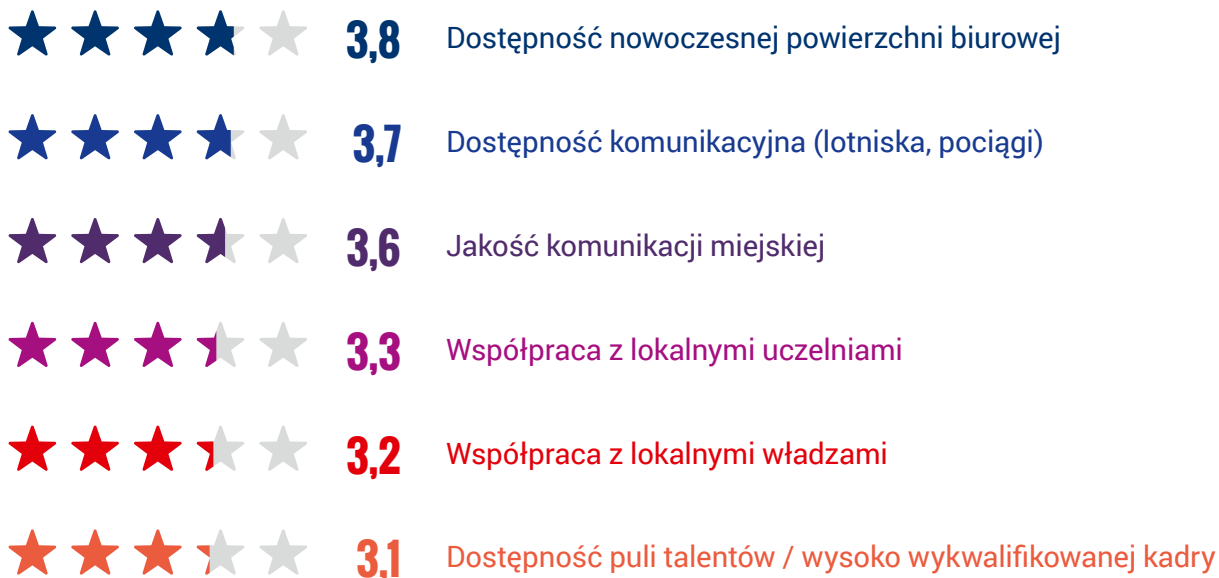 3,8 Dostępność nowoczesnej powierzchni biurowej
3,7 Dostępność komunikacyjna (lotniska, pociągi)
3,6 Jakość komunikacji miejskiej
3,3 Współpraca z lokalnymi uczelniami
3,2 Współpraca z lokalnymi władzami
3,1 Dostępność puli talentów / wysoko wykwalifikowanej kadry